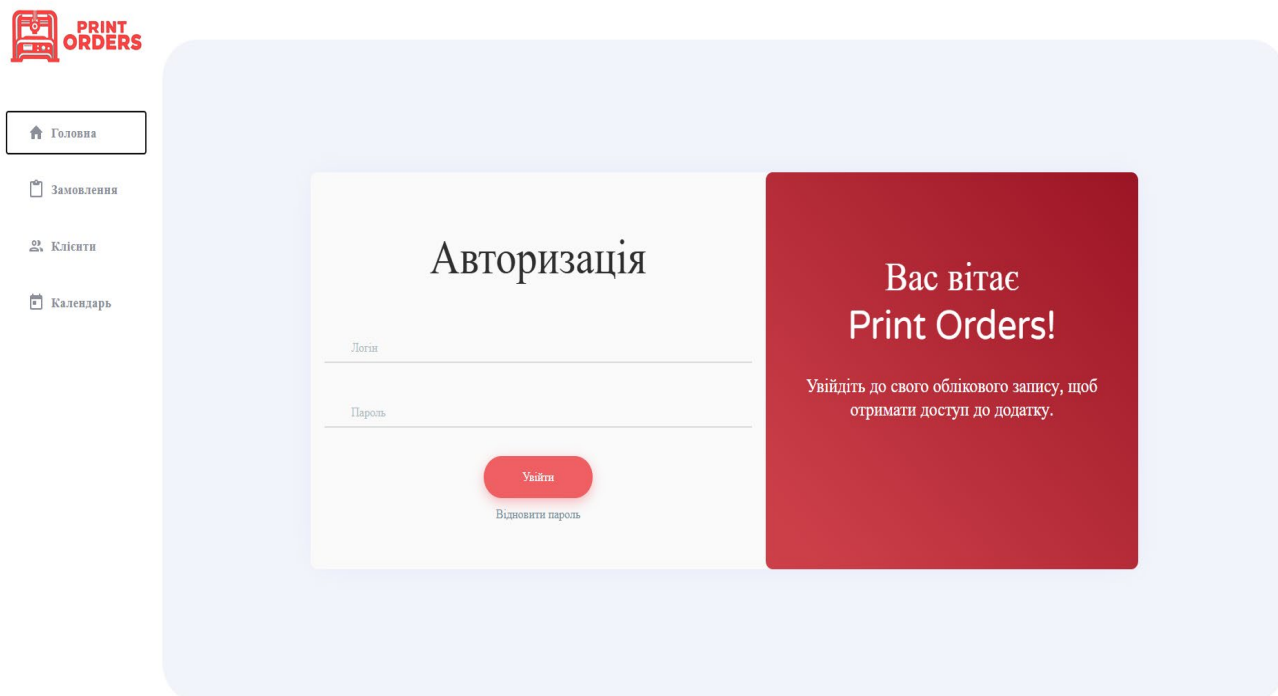 PRINT
ORDERS
Головна
Замовлення
Клієнти
Календарь
Авторизація
Логін
Пароль
Увійти
Відновити пароль
Вас вітає
Print Orders!
Увійдіть до свого облікового запису, щоб
отримати доступ до додатку.